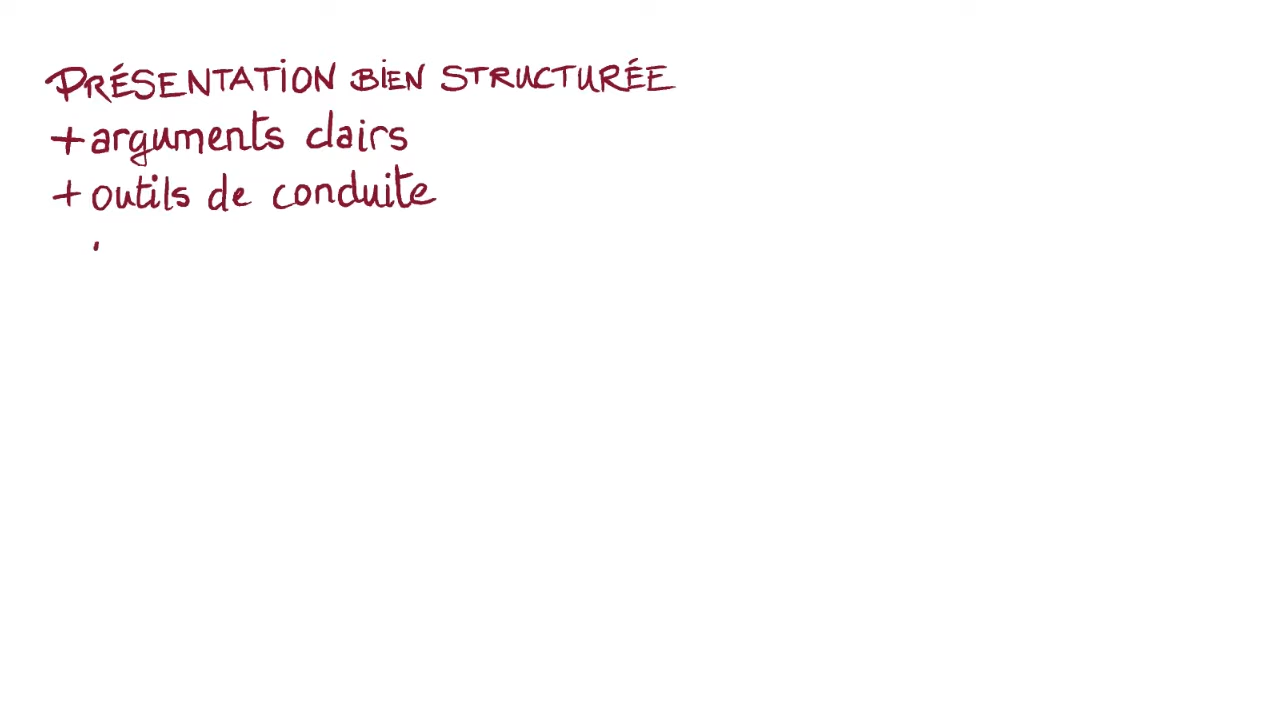 PRÉSENTATION BIEN STRUCTURÉE
+ arguments clairs
+ outils de conduite